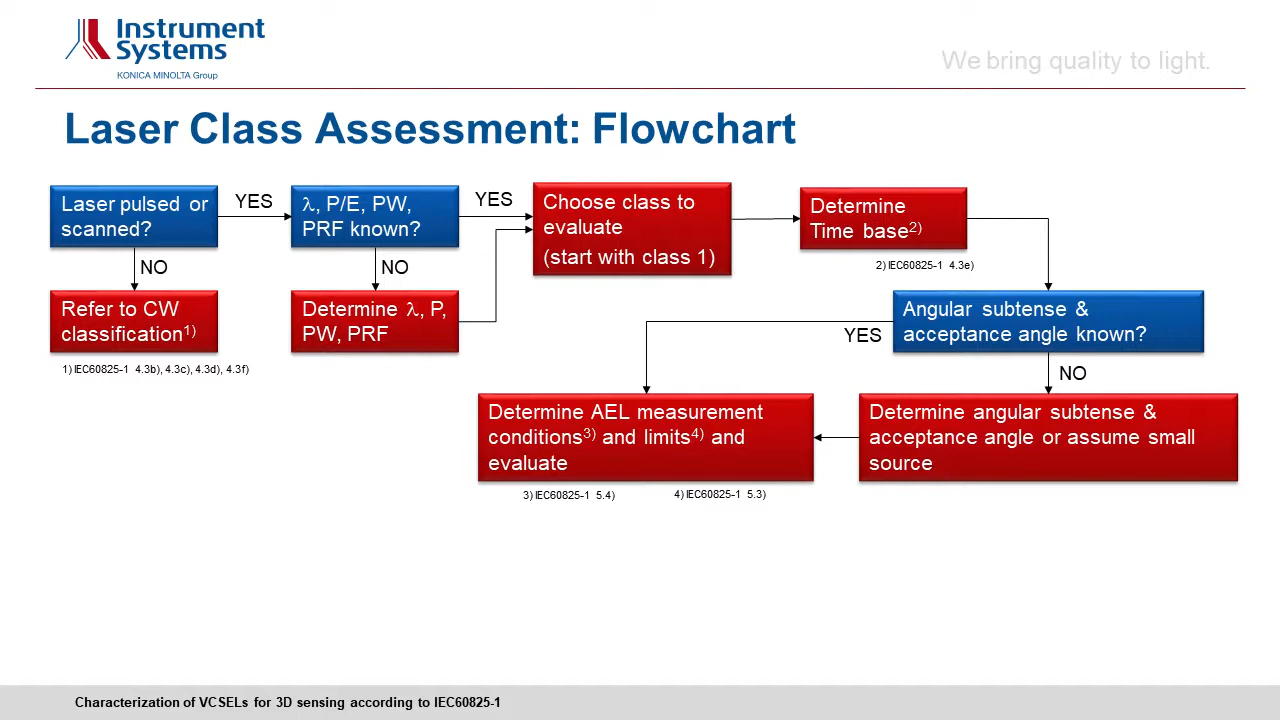 Instrument
Systems
KONICA MINOLTA Group
We bring quality to light.
Laser Class Assessment: Flowchart
Laser pulsed or
scanned?
YES
λ, P/E, PW,
PRF known?
YES
Choose class to
evaluate
(start with class 1)
Determine
Time base2)
2) IEC60825-1 4.3e)
NO
NO
Refer to CW
classification1)
1) IEC60825-1 4.3b), 4.3c), 4.3d), 4.3f)
Determine λ, P,
PW, PRF
Angular subtense &
acceptance angle known?
YES
NO
Determine AEL measurement
conditions3) and limits4) and
evaluate
3) IEC60825-1 5.4)
4) IEC60825-1 5.3)
Determine angular subtense &
acceptance angle or assume small
source
Characterization of VCSELs for 3D sensing according to IEC60825-1